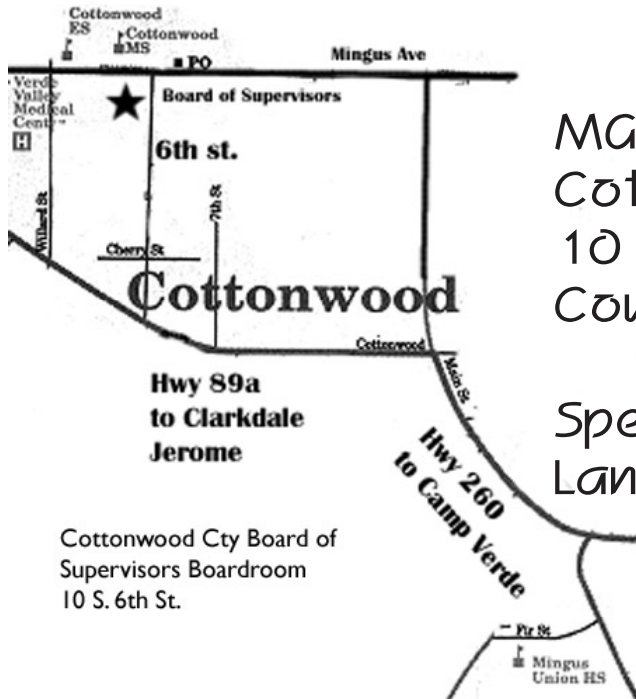 Cottonwood
ES
Cottonwood
MS
PO
Mingus Ave
Verde
Valley
Medical
Board of Supervisors
H
6th st.
7th St
Willard St
Cherry St
Cottonwood
Cottonwood
Main St
Hwy 89a
to Clarkdale
Jerome
Hwy 260
to Camp Verde
Cottonwood Cty Board of
Supervisors Boardroom
10 S. 6th St.
Fir St
Mingus
Union HS
10